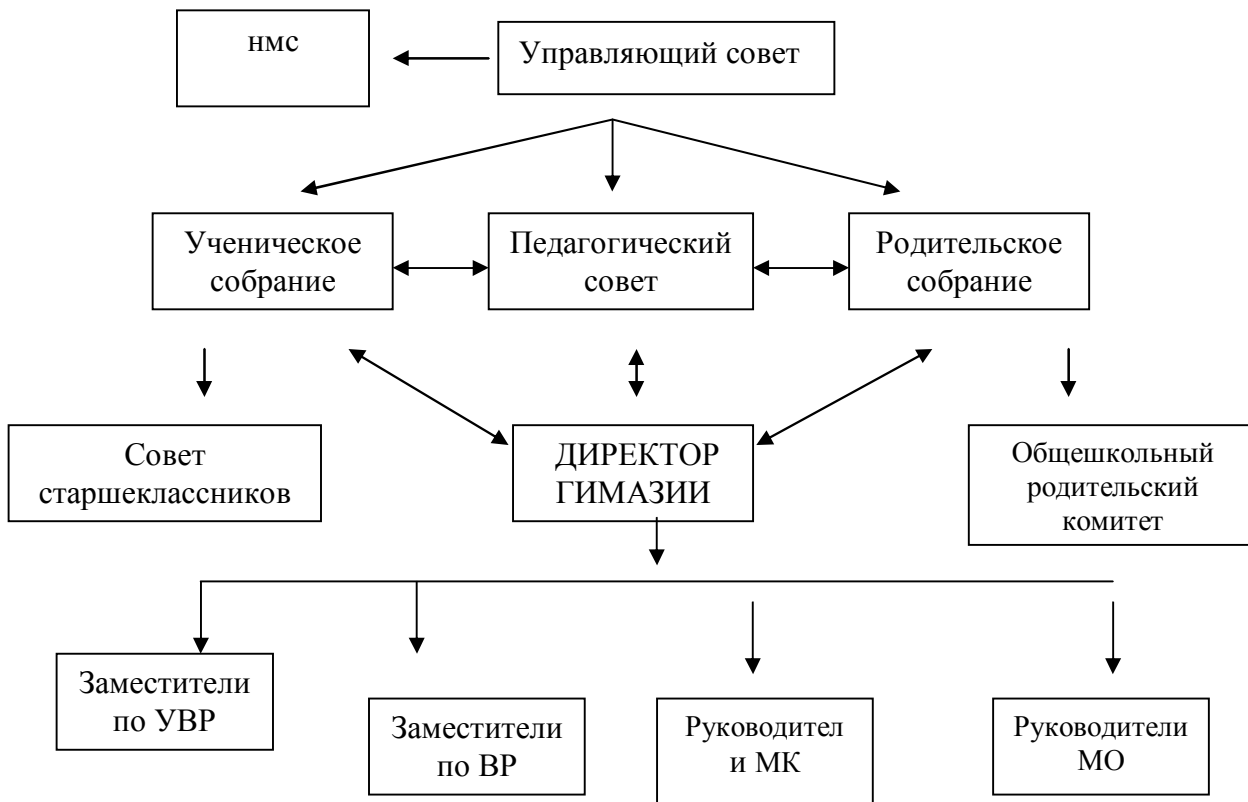 нмс
Управляющий совет
Ученическое
собрание
Педагогический
совет
Родительское
собрание
Совет
старшеклассников
ДИРЕКТОР
ГИМАЗИИ
Общешкольный
родительский
комитет
Заместители
по УВР
Заместители
по ВР
Руководител
и МК
Руководители
МО